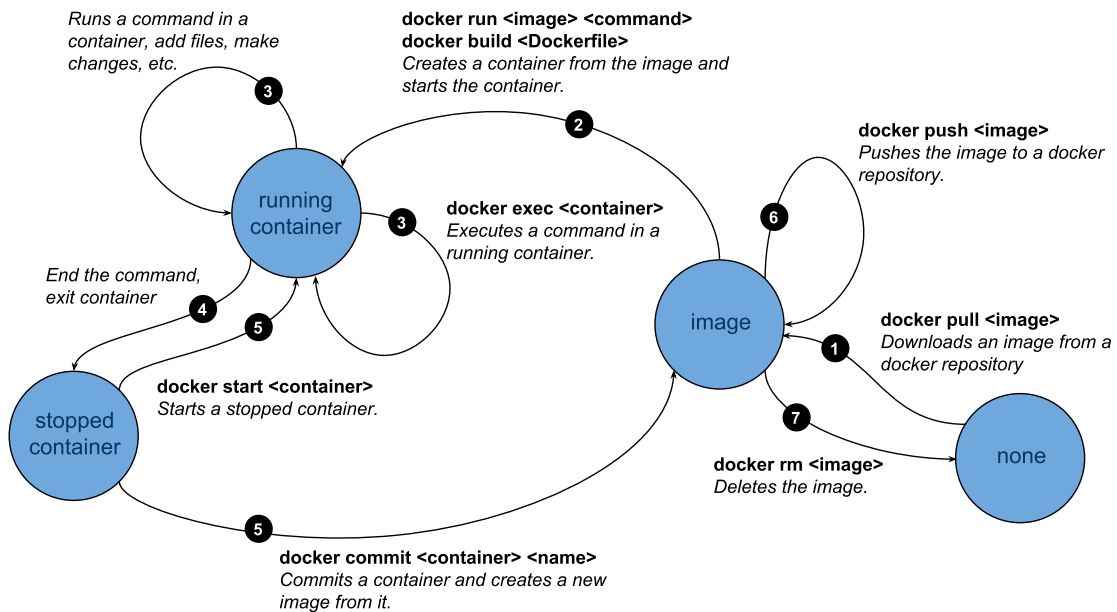 Runs a command in a
container, add files, make
changes, etc.
3
docker run <image> <command>
docker build <Dockerfile>
Creates a container from the image and
starts the container.
2
docker push <image>
Pushes the image to a docker
repository.
6
running
container
3
docker exec <container>
Executes a command in a
running container.
End the command,
exit container
4
5
image
docker pull <image>
Downloads an image from a
docker repository
1
docker start <container>
Starts a stopped container.
stopped
container
7
docker rm <image>
Deletes the image.
none
5
docker commit <container> <name>
Commits a container and creates a new
image from it.